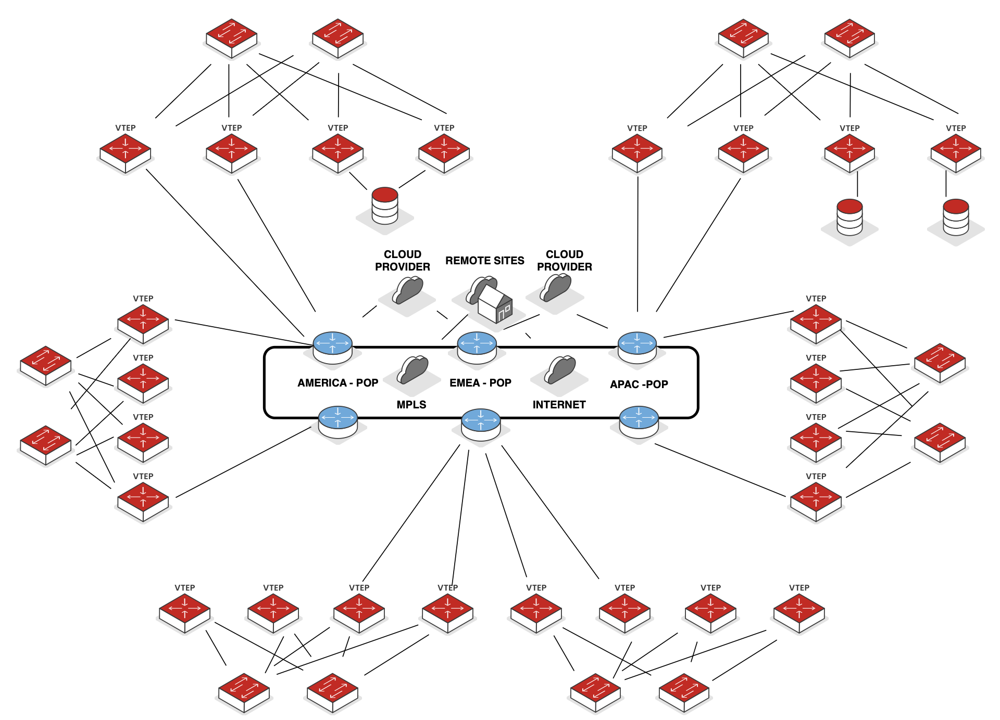 VTEP
VTEP
VTEP
VTEP
VTEP
VTEP
VTEP
VTEP
CLOUD
PROVIDER
REMOTE SITES
CLOUD
PROVIDER
VTEP
VTEP
VTEP
VTEP
AMERICA - POP
EMEA - POP
APAC -POP
MPLS
INTERNET
VTEP
VTEP
VTEP
VTEP
VTEP
VTEP
VTEP
VTEP
VTEP
VTEP
VTEP
VTEP